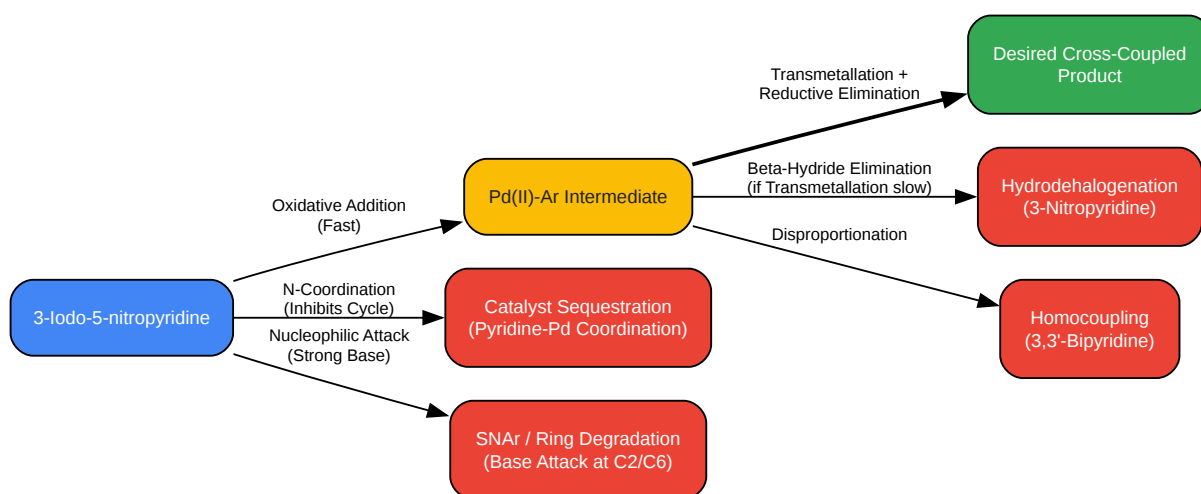 Desired Cross-Coupled
Product
Transmetallation +
Reductive Elimination
Beta-Hydride Elimination
(if Transmetallation slow)
Hydrodehalogenation
(3-Nitropyridine)
Pd(II)-Ar Intermediate
Oxidative Addition
(Fast)
Disproportionation
3-Iodo-5-nitropyridine
N-Coordination
(Inhibits Cycle)
Catalyst Sequestration
(Pyridine-Pd Coordination)
Homocoupling
(3,3'-Bipyridine)
Nucleophilic Attack
(Strong Base)
SNAr / Ring Degradation
(Base Attack at C2/C6)